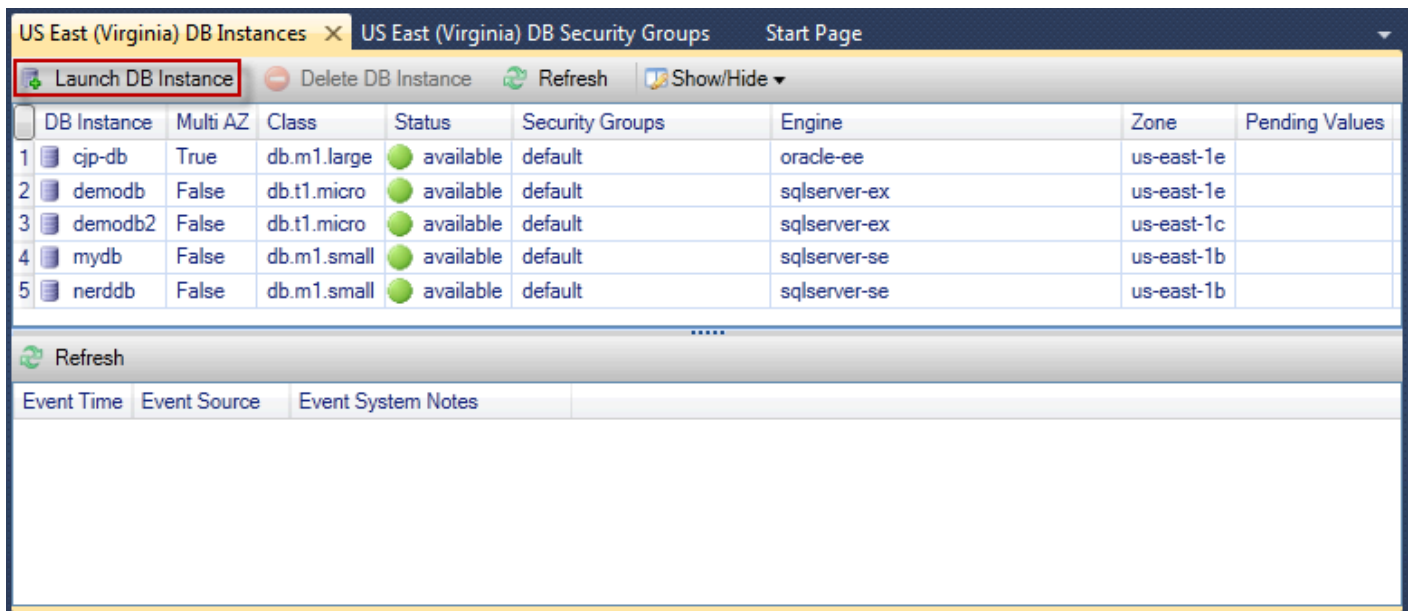 US East (Virginia) DB Instances US East (Virginia) DB Security Groups Start Page
Launch DB Instance Delete DB Instance Refresh Show/Hide
DB Instance Multi AZ Class Status Security Groups Engine Zone Pending Values
1 cjp-db True db.m1.large available default oracle-ee us-east-1e
2 demodb False db.t1.micro available default sqlserver-ex us-east-1e
3 demodb2 False db.t1.micro available default sqlserver-ex us-east-1c
4 mydb False db.m1.small available default sqlserver-se us-east-1b
5 nerddb False db.m1.small available default sqlserver-se us-east-1b
Refresh
Event Time Event Source Event System Notes